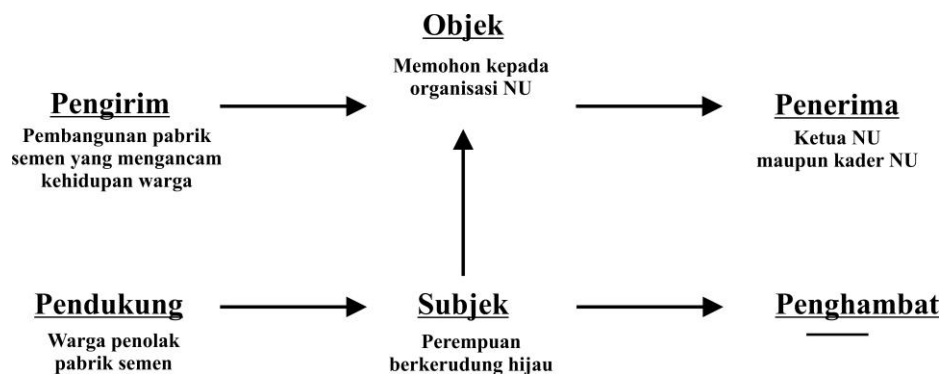 Objek
Memohon kepada
organisasi NU
Pengirim
Pembangunan pabrik
semen yang mengancam
kehidupan warga
Penerima
Ketua NU
maupun kader NU
Pendukung
Warga penolak
pabrik semen
Subjek
Perempuan
berkerudung hijau
Penghambat